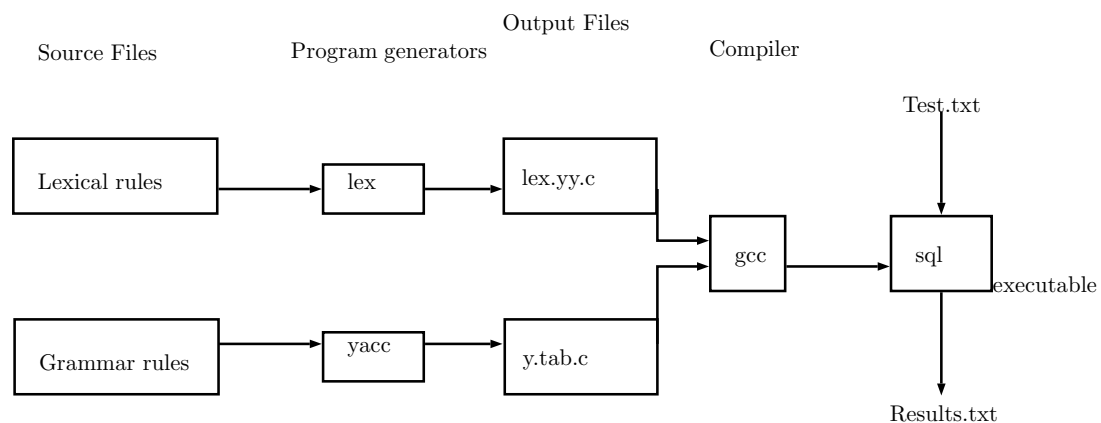 Output Files
Source Files
Program generators
Compiler
Test.txt
Lexical rules
lex
lex.yy.c
gcc
sql
executable
Grammar rules
yacc
y.tab.c
Results.txt